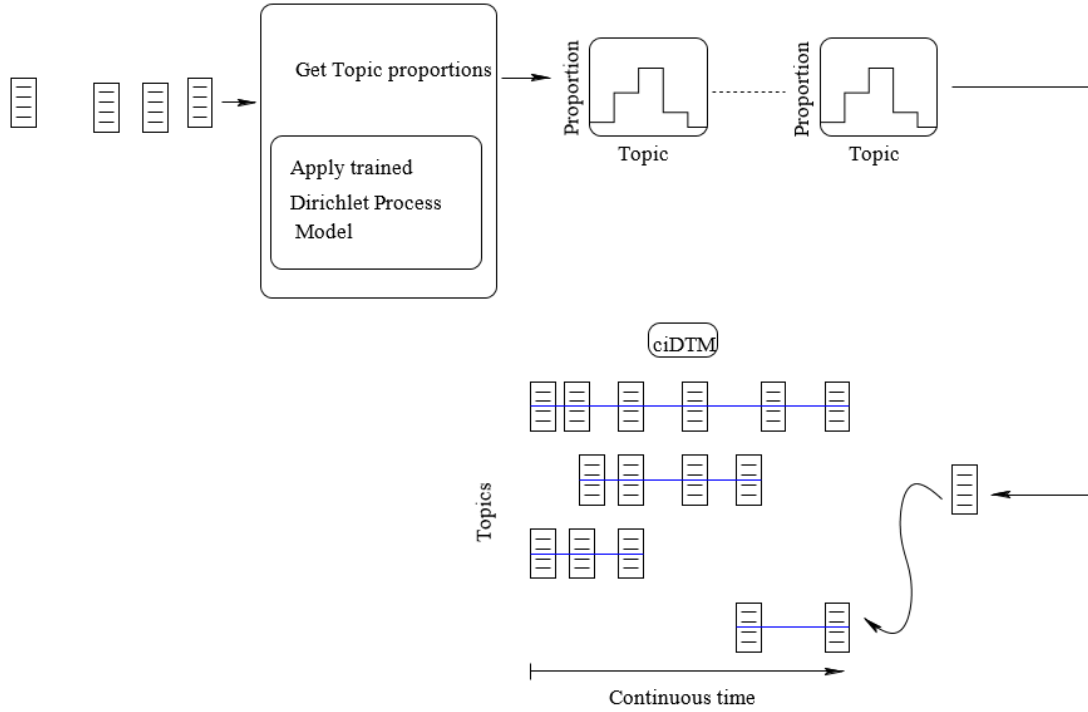 Get Topic proportions
Apply trained
Dirichlet Process
Model
Proportion
Topic
Proportion
Topic
ciDTM
Topics
Continuous time